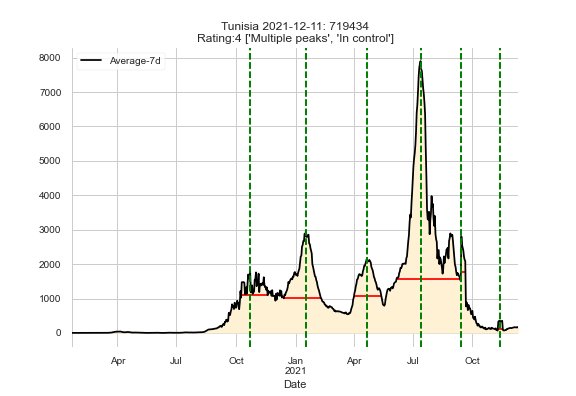 Tunisia 2021-12-11: 719434
Rating:4 ['Multiple peaks', 'In control']
Average-7d
8000
7000
6000
5000
4000
3000
2000
1000
0
Apr Jul Oct Jan Apr Jul Oct
2021
Date